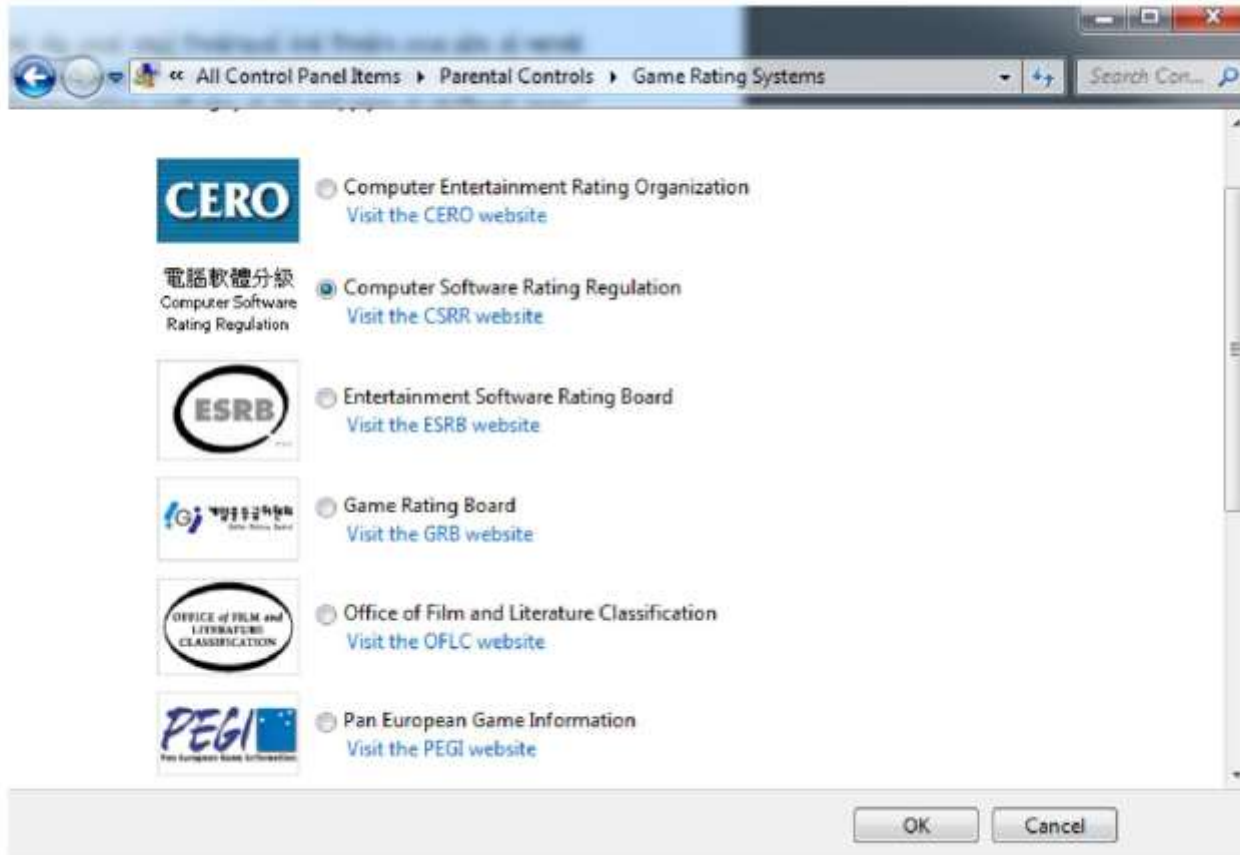 « All Control Panel Items ▸ Parental Controls ▸ Game Rating Systems
Search Con...
CERO
Computer Entertainment Rating Organization
Visit the CERO website
電腦軟體分級
Computer Software
Rating Regulation
Computer Software Rating Regulation
Visit the CSRR website
ESRB
Entertainment Software Rating Board
Visit the ESRB website
Game Rating Board
Visit the GRB website
OFFICE of FILM and
LITERATURE
CLASSIFICATION
Office of Film and Literature Classification
Visit the OFLC website
PEGI
Pan European Game Information
Pan European Game Information
Visit the PEGI website
OK
Cancel